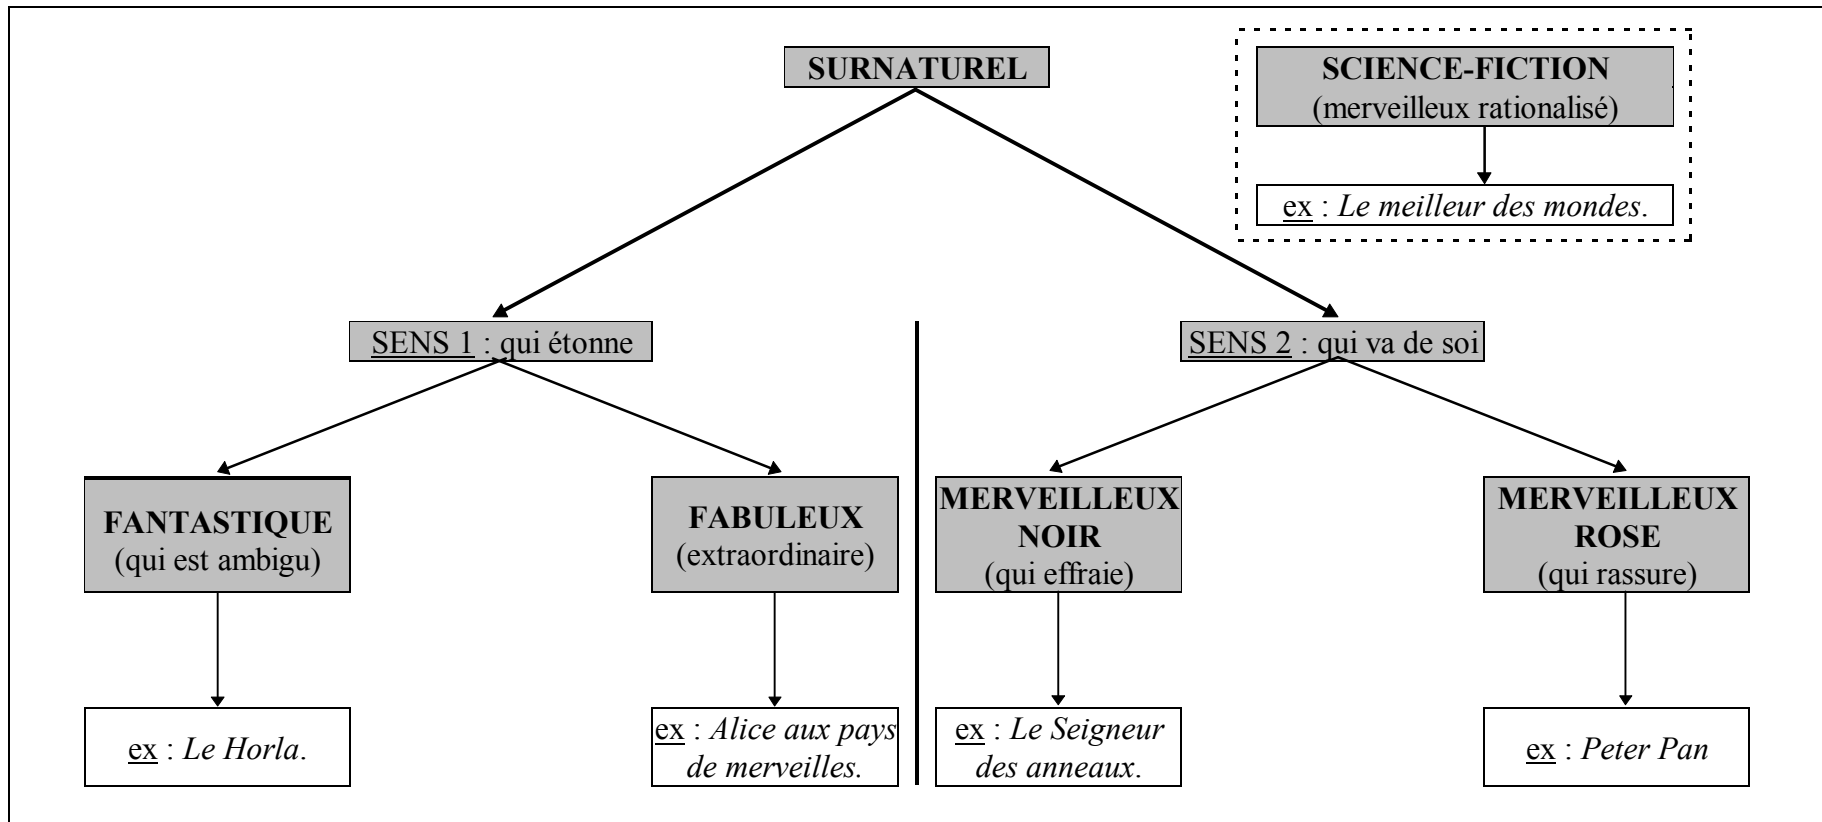 SURNATUREL
SCIENCE-FICTION
(merveilleux rationalisé)
ex : Le meilleur des mondes.
SENS 1 : qui étonne
SENS 2 : qui va de soi
FANTASTIQUE
(qui est ambigu)
FABULEUX
(extraordinaire)
MERVEILLEUX
NOIR
(qui effraie)
MERVEILLEUX
ROSE
(qui rassure)
ex : Le Horla.
ex : Alice aux pays
de merveilles.
ex : Le Seigneur
des anneaux.
ex : Peter Pan